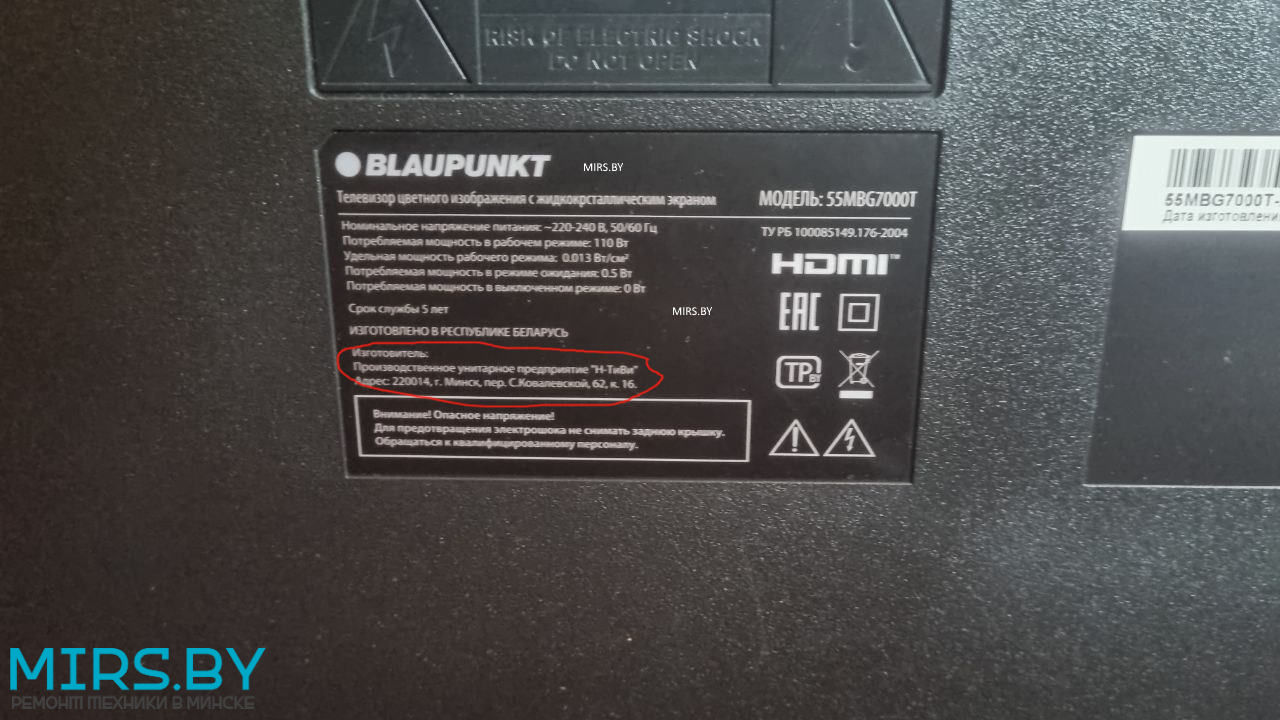 RISK OF ELECTRIC SHOCK
DO NOT OPEN
BLAUPUNKT
MIRS.BY
Телевизор цветного изображения с жидкокрсталлическим экраном
МОДЕЛЬ: 55MBG7000T
Номинальное напряжение питания: ~220-240 В, 50/60 Гц
Потребляемая мощность в рабочем режиме: 110 Вт
Удельная мощность рабочего режима: 0.013 Вт/см²
Потребляемая мощность в режиме ожидания: 0.5 Вт
Потребляемая мощность в выключенном режиме: 0 Вт
ТУ РБ 100085149.176-2004
HDMI™
Срок службы 5 лет
MIRS.BY
EAC
ИЗГОТОВЛЕНО В РЕСПУБЛИКЕ БЕЛАРУСЬ
Изготовитель:
Производственное унитарное предприятие "Н-ТиВи"
Адрес: 220014, г. Минск, пер. С.Ковалевской, 62, к. 16.
ТР BY
Внимание! Опасное напряжение!
Для предотвращения электрошока не снимать заднюю крышку.
Обращаться к квалифицированному персоналу.
55MBG7000T-
Дата изготовлени
MIRS.BY
РЕМОНТ ТЕХНИКИ В МИНСКЕ